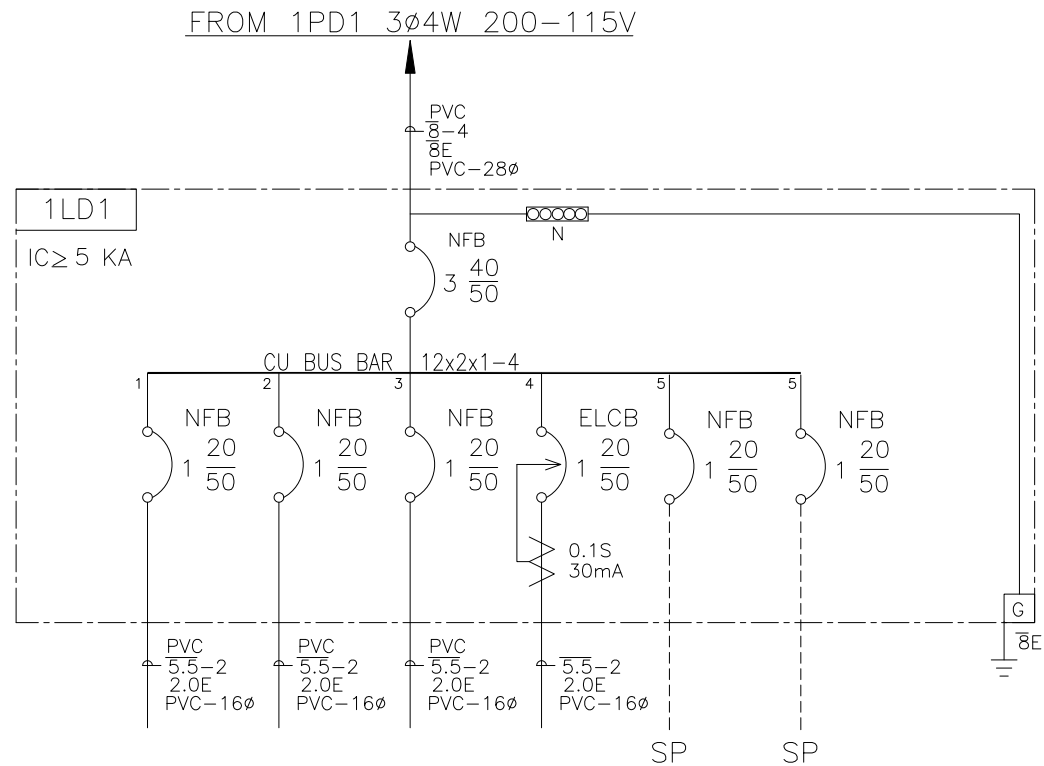 FROM 1PD1 3ø4W 200-115V
PVC
8-4
8E
PVC-28ø
1LD1
IC≥ 5 KA
N
NFB
3 40
50
CU BUS BAR 12x2x1-4
1 2 3 4 5 5
NFB NFB NFB ELCB NFB NFB
1 20 1 20 1 20 1 20 1 20 1 20
50 50 50 50 50 50
0.1S
30mA
G
8E
PVC PVC PVC
5.5-2 5.5-2 5.5-2 5.5-2
2.0E 2.0E 2.0E 2.0E
PVC-16ø PVC-16ø PVC-16ø PVC-16ø
SP SP